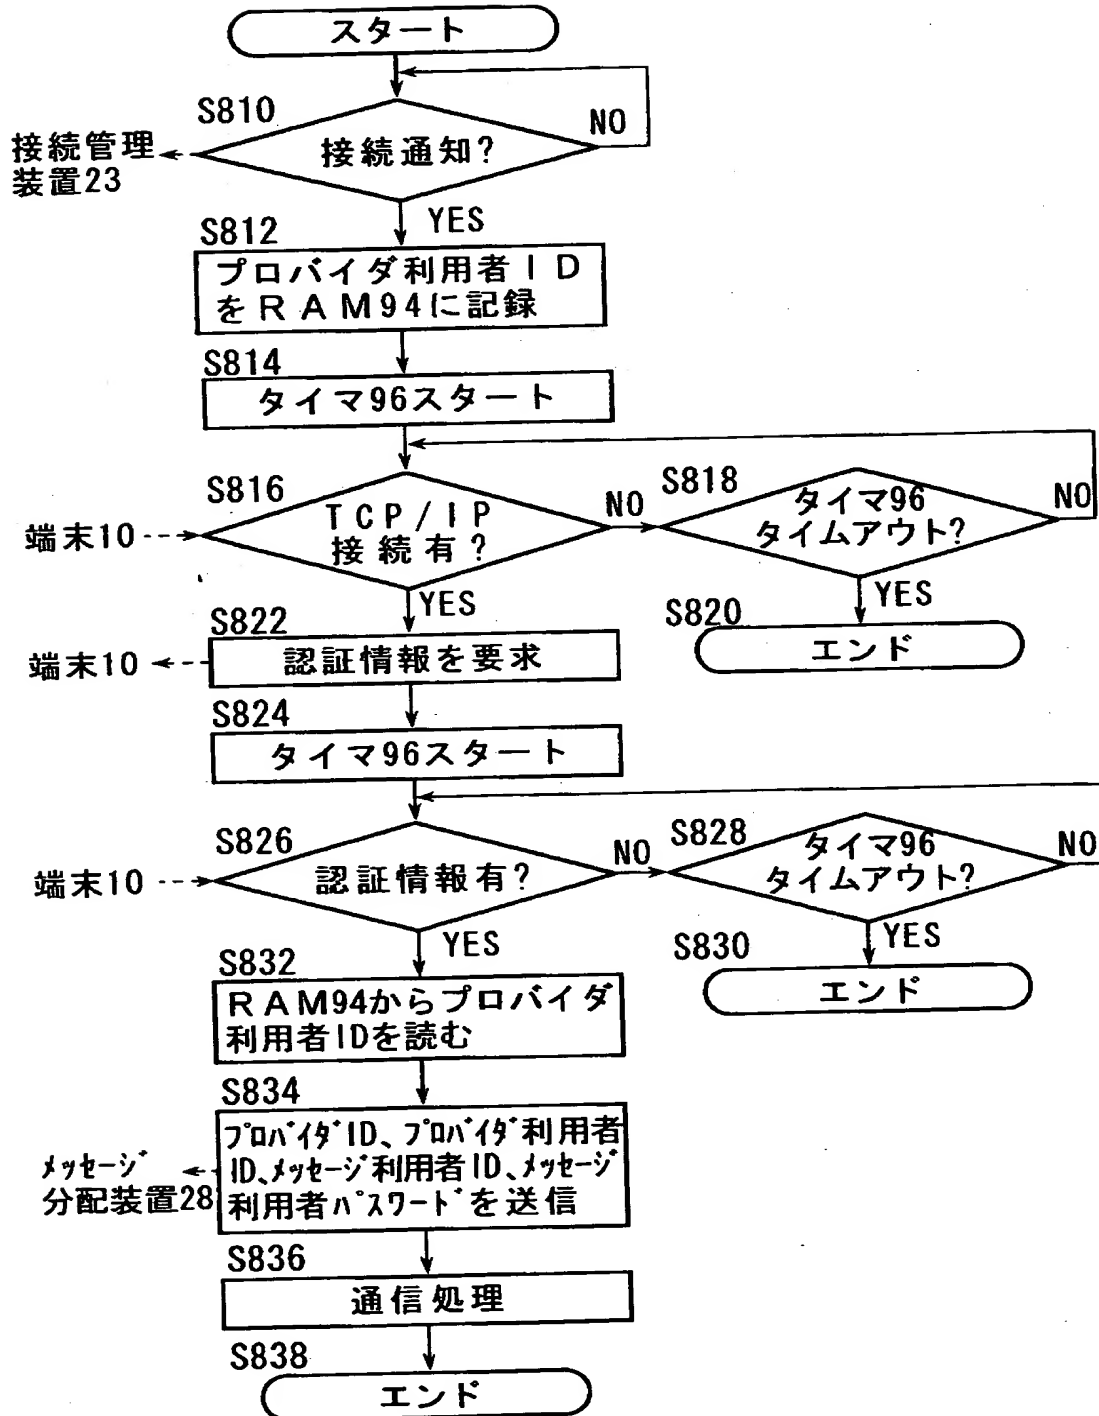 スタート
S810
NO
接続管理
装置23
接続通知?
YES
S812
プロバイダ利用者ID
をRAM94に記録
S814
タイマ96スタート
S816
端末10
TCP/IP
接続有?
NO
S818
タイマ96
タイムアウト?
NO
YES
YES
S820
エンド
S822
端末10
認証情報を要求
S824
タイマ96スタート
S826
端末10
認証情報有?
NO
S828
タイマ96
タイムアウト?
NO
YES
YES
S830
エンド
S832
RAM94からプロバイダ
利用者IDを読む
S834
メッセージ
分配装置28
プロバイダID、プロバイダ利用者
ID、メッセージ利用者ID、メッセージ
利用者パスワードを送信
S836
通信処理
S838
エンド